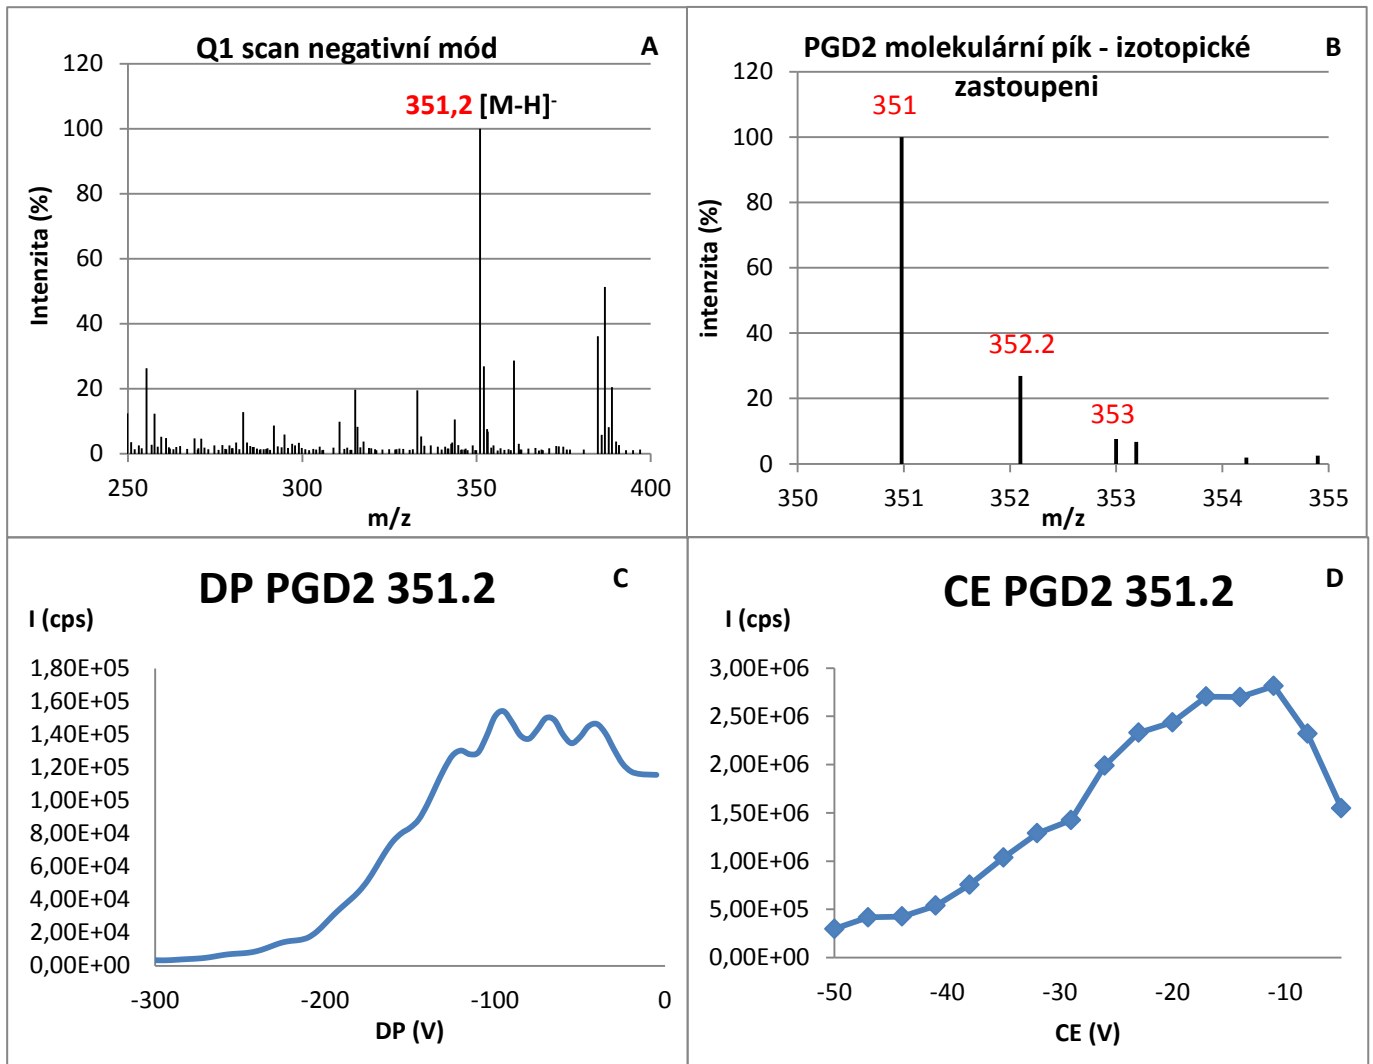 Q1 scan negativní mód
A
120
100
80
60
40
20
0
Intenzita (%)
351,2 [M-H]-
250
300
350
400
m/z
PGD2 molekulární pík - izotopické
zastoupeni
B
120
100
80
60
40
20
0
intenzita (%)
351
352.2
353
350
351
352
353
354
355
m/z
DP PGD2 351.2
C
I (cps)
1,80E+05
1,60E+05
1,40E+05
1,20E+05
1,00E+05
8,00E+04
6,00E+04
4,00E+04
2,00E+04
0,00E+00
-300
-200
-100
0
DP (V)
CE PGD2 351.2
D
I (cps)
3,00E+06
2,50E+06
2,00E+06
1,50E+06
1,00E+06
5,00E+05
0,00E+00
-50
-40
-30
-20
-10
CE (V)